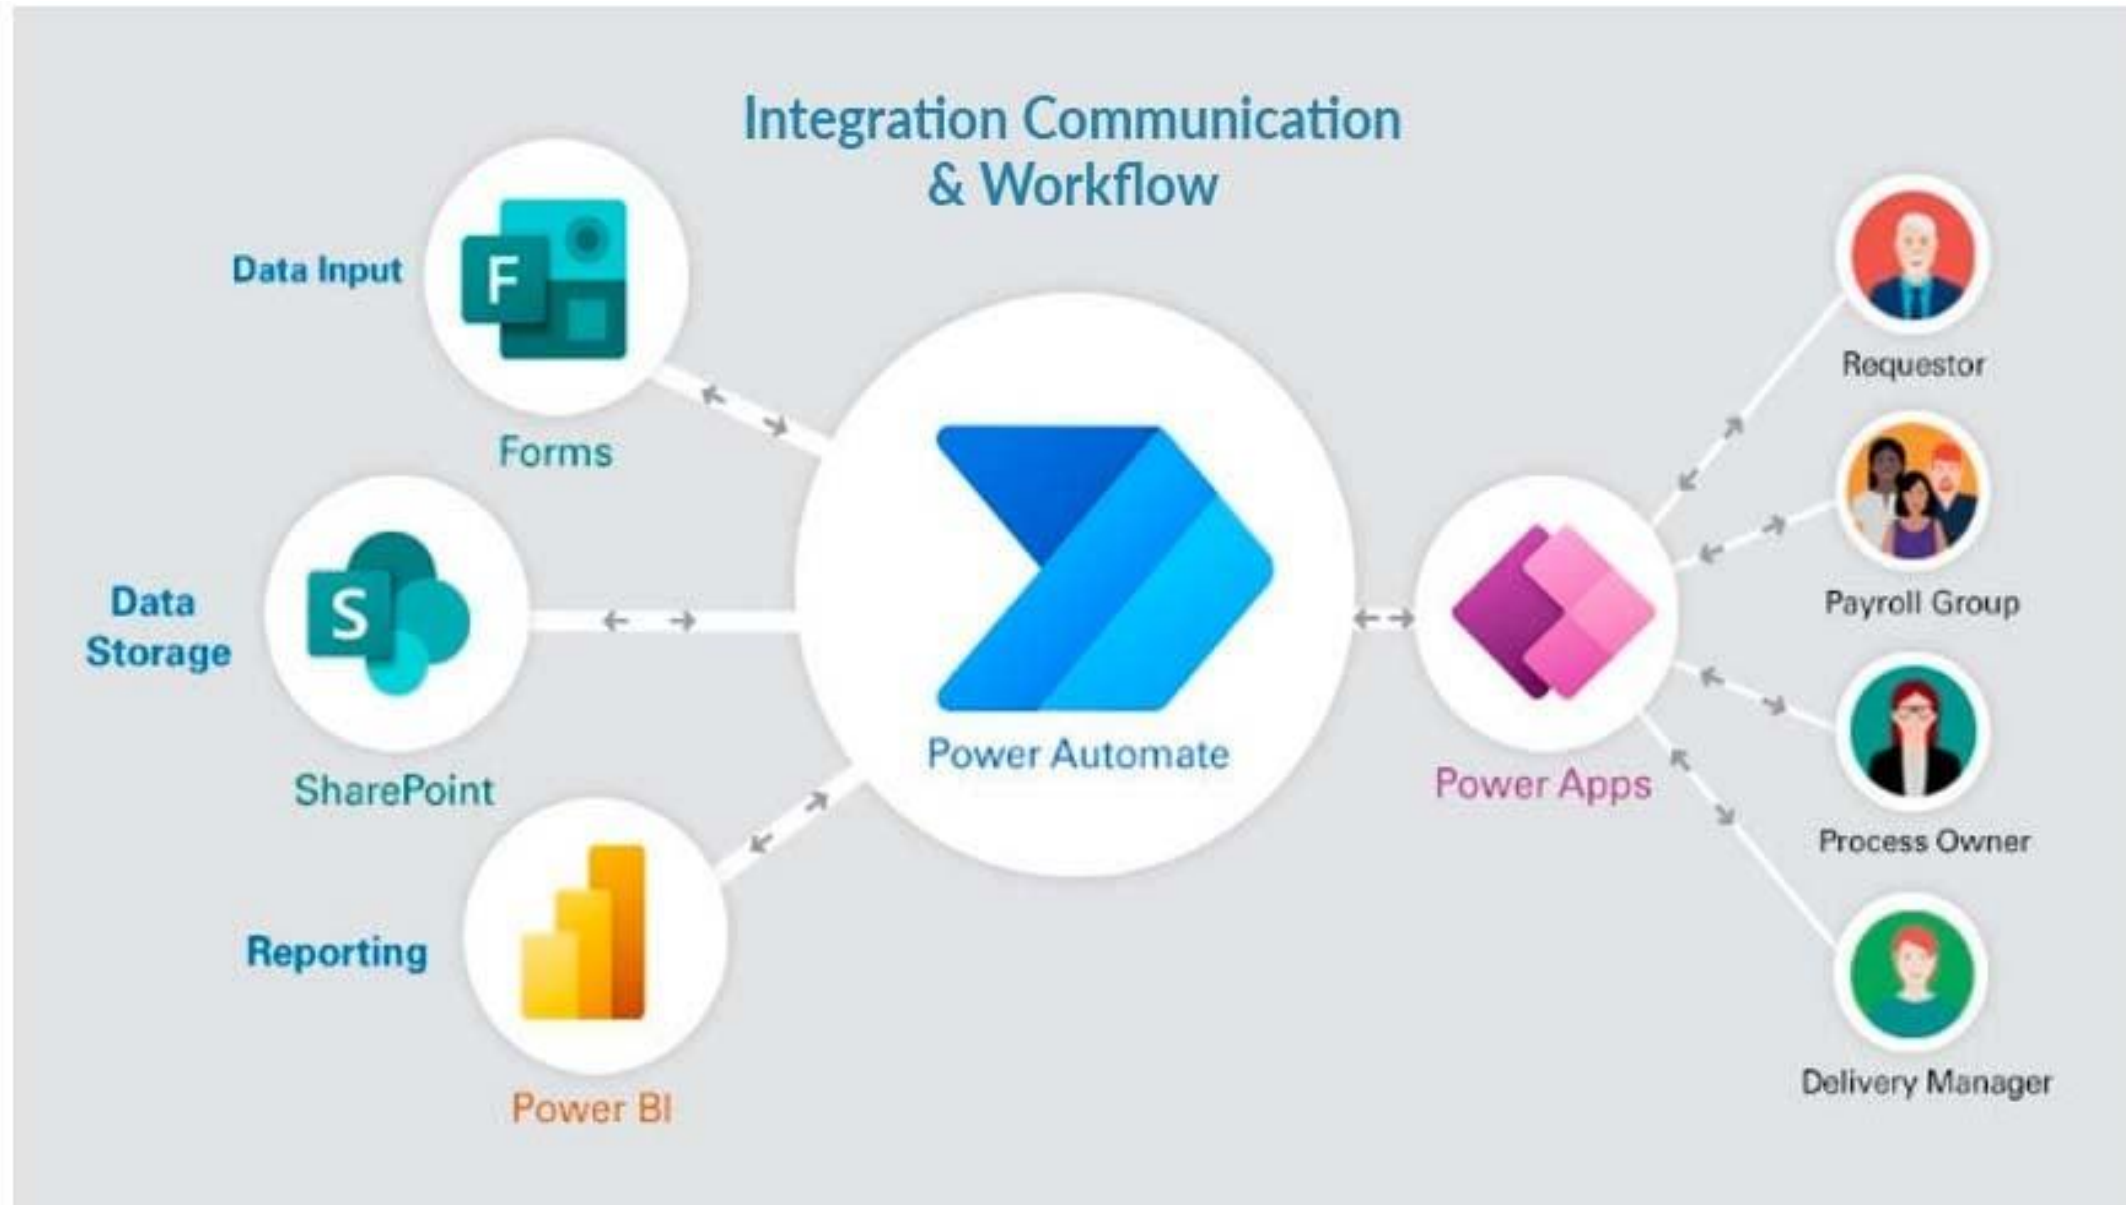 Integration Communication
& Workflow
Data Input
F
Forms
Data
Storage
S
SharePoint
Reporting
Power BI
Power Automate
Power Apps
Requestor
Payroll Group
Process Owner
Delivery Manager